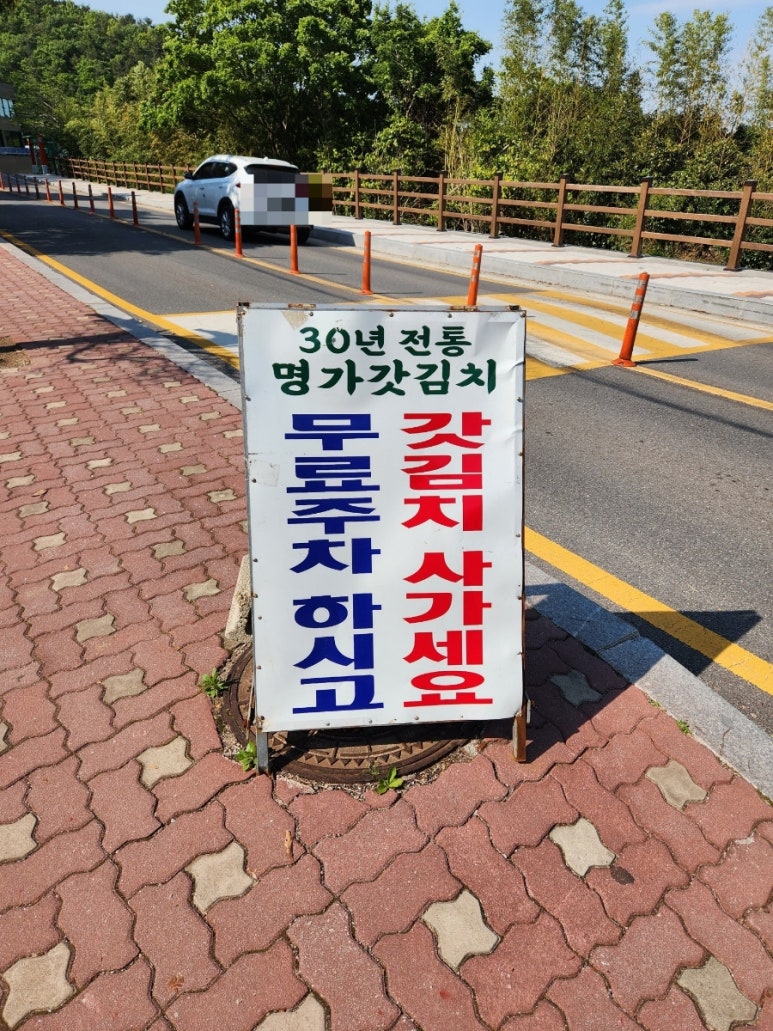 30년 전통
명가갓김치
무료주차 하시고
갓김치 사가세요